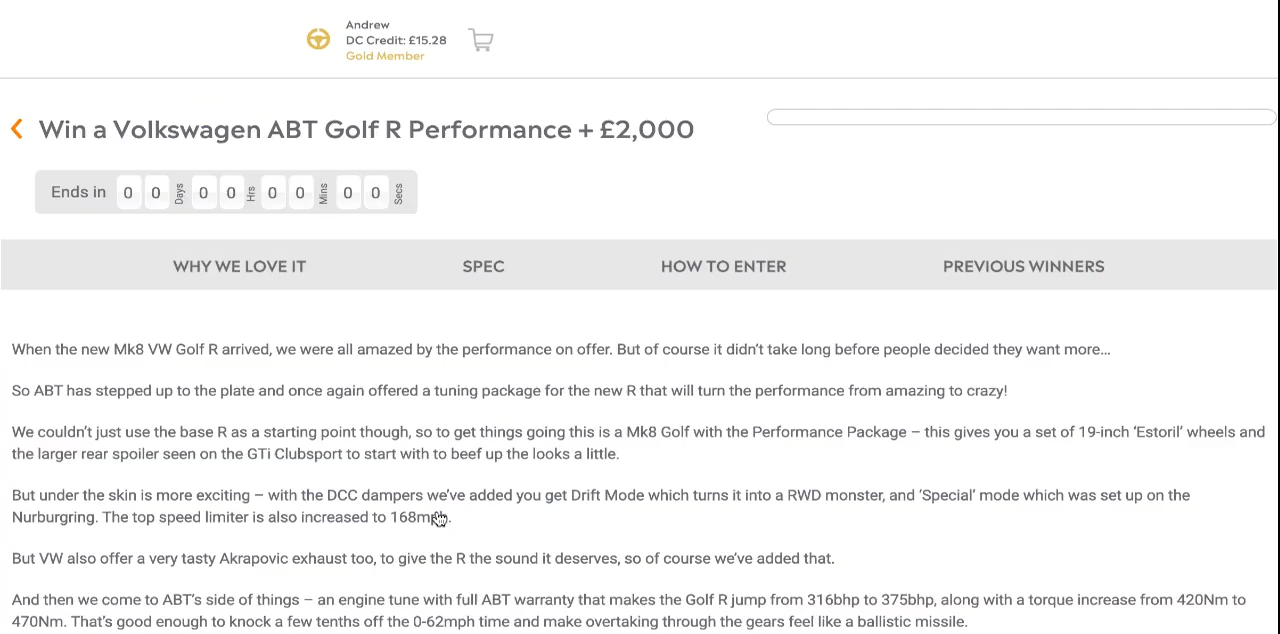 Andrew
DC Credit: £15.28
Gold Member
Win a Volkswagen ABT Golf R Performance + £2,000
Ends in 0 0 Days 0 0 Hrs 0 0 Mins 0 0 Secs
WHY WE LOVE IT SPEC HOW TO ENTER PREVIOUS WINNERS
When the new Mk8 VW Golf R arrived, we were all amazed by the performance on offer. But of course it didn’t take long before people decided they want more…
So ABT has stepped up to the plate and once again offered a tuning package for the new R that will turn the performance from amazing to crazy!
We couldn’t just use the base R as a starting point though, so to get things going this is a Mk8 Golf with the Performance Package – this gives you a set of 19-inch ‘Estoril’ wheels and
the larger rear spoiler seen on the GTi Clubsport to start with to beef up the looks a little.
But under the skin is more exciting – with the DCC dampers we’ve added you get Drift Mode which turns it into a RWD monster, and ‘Special’ mode which was set up on the
Nurburgring. The top speed limiter is also increased to 168mph.
But VW also offer a very tasty Akrapovic exhaust too, to give the R the sound it deserves, so of course we’ve added that.
And then we come to ABT’s side of things – an engine tune with full ABT warranty that makes the Golf R jump from 316bhp to 375bhp, along with a torque increase from 420Nm to
470Nm. That’s good enough to knock a few tenths off the 0-62mph time and make overtaking through the gears feel like a ballistic missile.